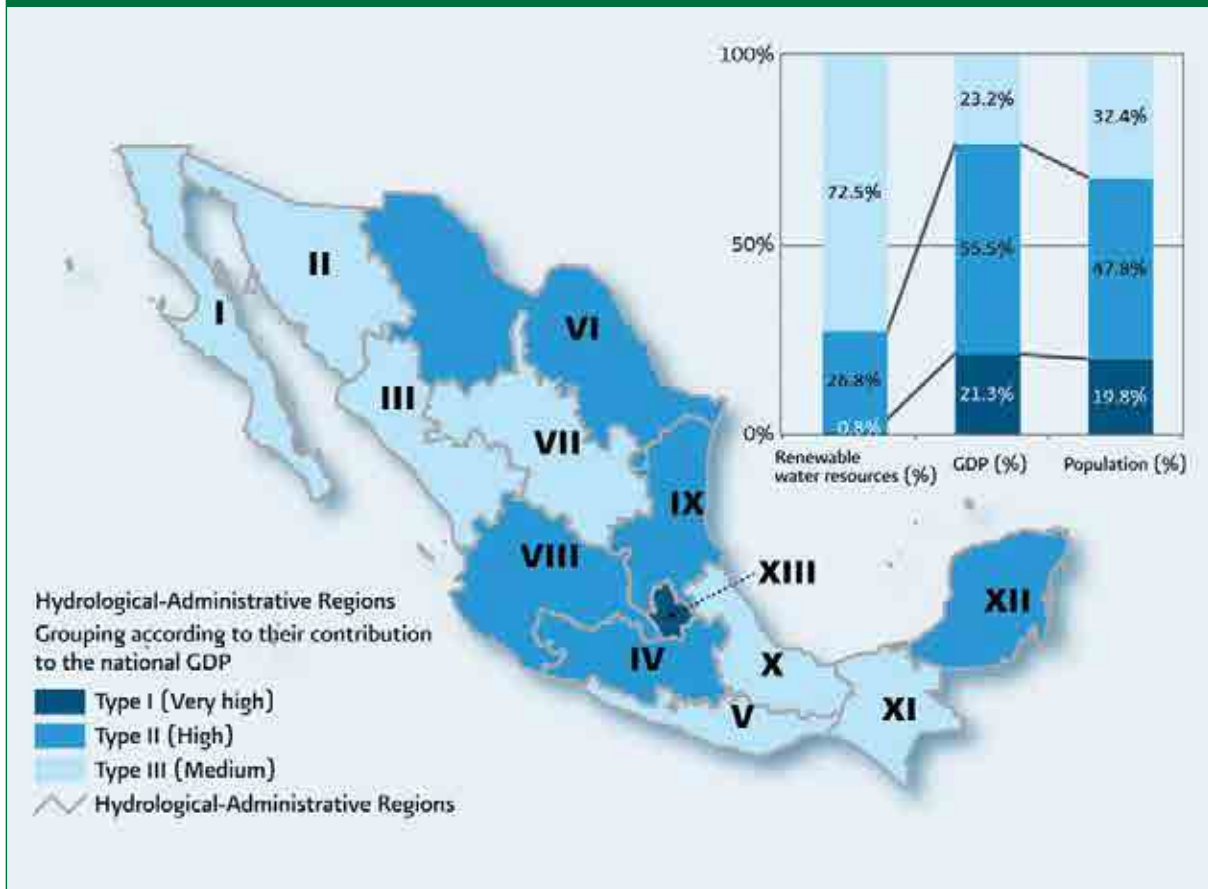 100%
50%
0%
72.5%
26.8%
0.8%
23.2%
55.5%
21.3%
32.4%
47.8%
19.8%
Renewable
water resources (%)
GDP (%)
Population (%)
I
II
III
VI
VII
VIII
IX
XIII
IV
X
V
XI
XII
Hydrological-Administrative Regions
Grouping according to their contribution
to the national GDP
Type I (Very high)
Type II (High)
Type III (Medium)
Hydrological-Administrative Regions